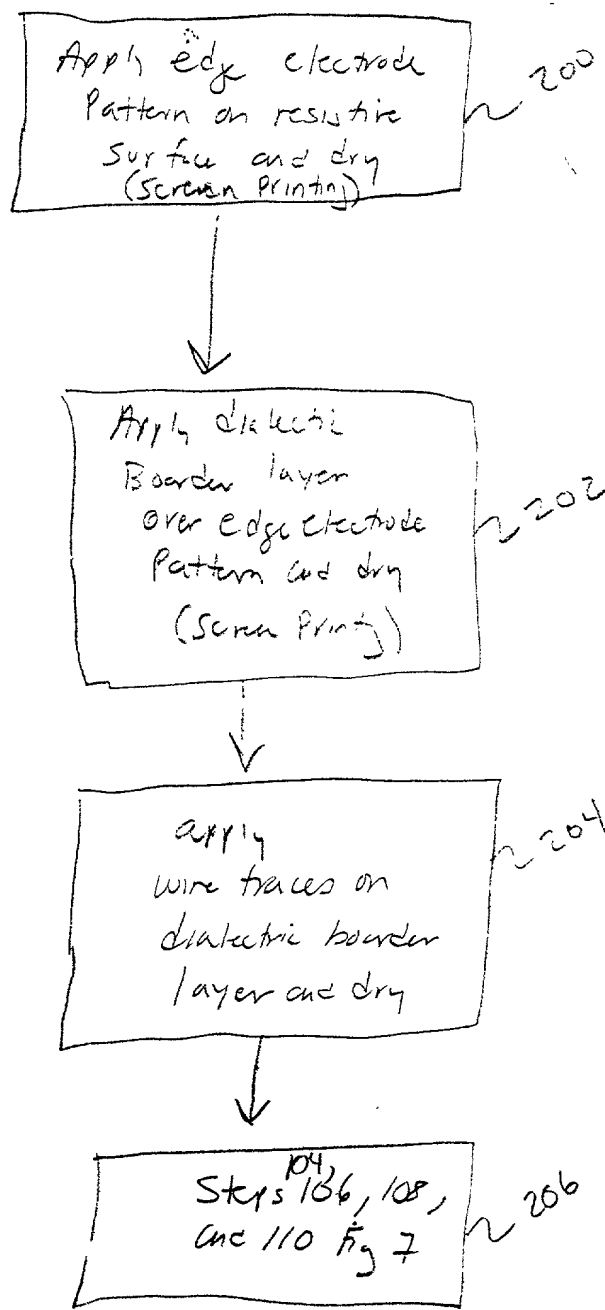 Apply edge electrode
Pattern on resistive
Surface and dry
(Screen Printing)
200
Apply dialectic
Boarder layer
over edge electrode
Pattern and dry
(Screen Printing)
202
apply
wire traces on
dialectric boarder
layer and dry
204
104,
Steps 106, 108,
and 110 Fig 7
206